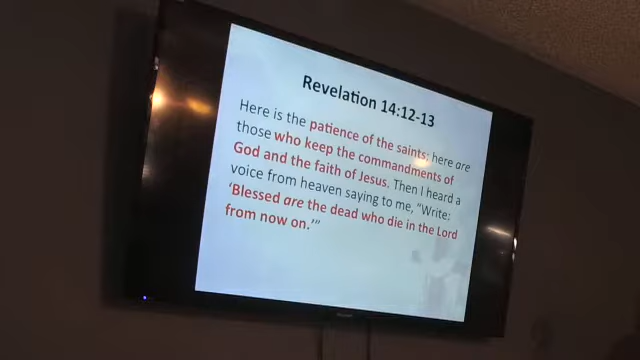 Revelation 14:12-13
Here is the patience of the saints; here are
those who keep the commandments of
God and the faith of Jesus. Then I heard a
voice from heaven saying to me, “Write:
‘Blessed are the dead who die in the Lord
from now on.’”